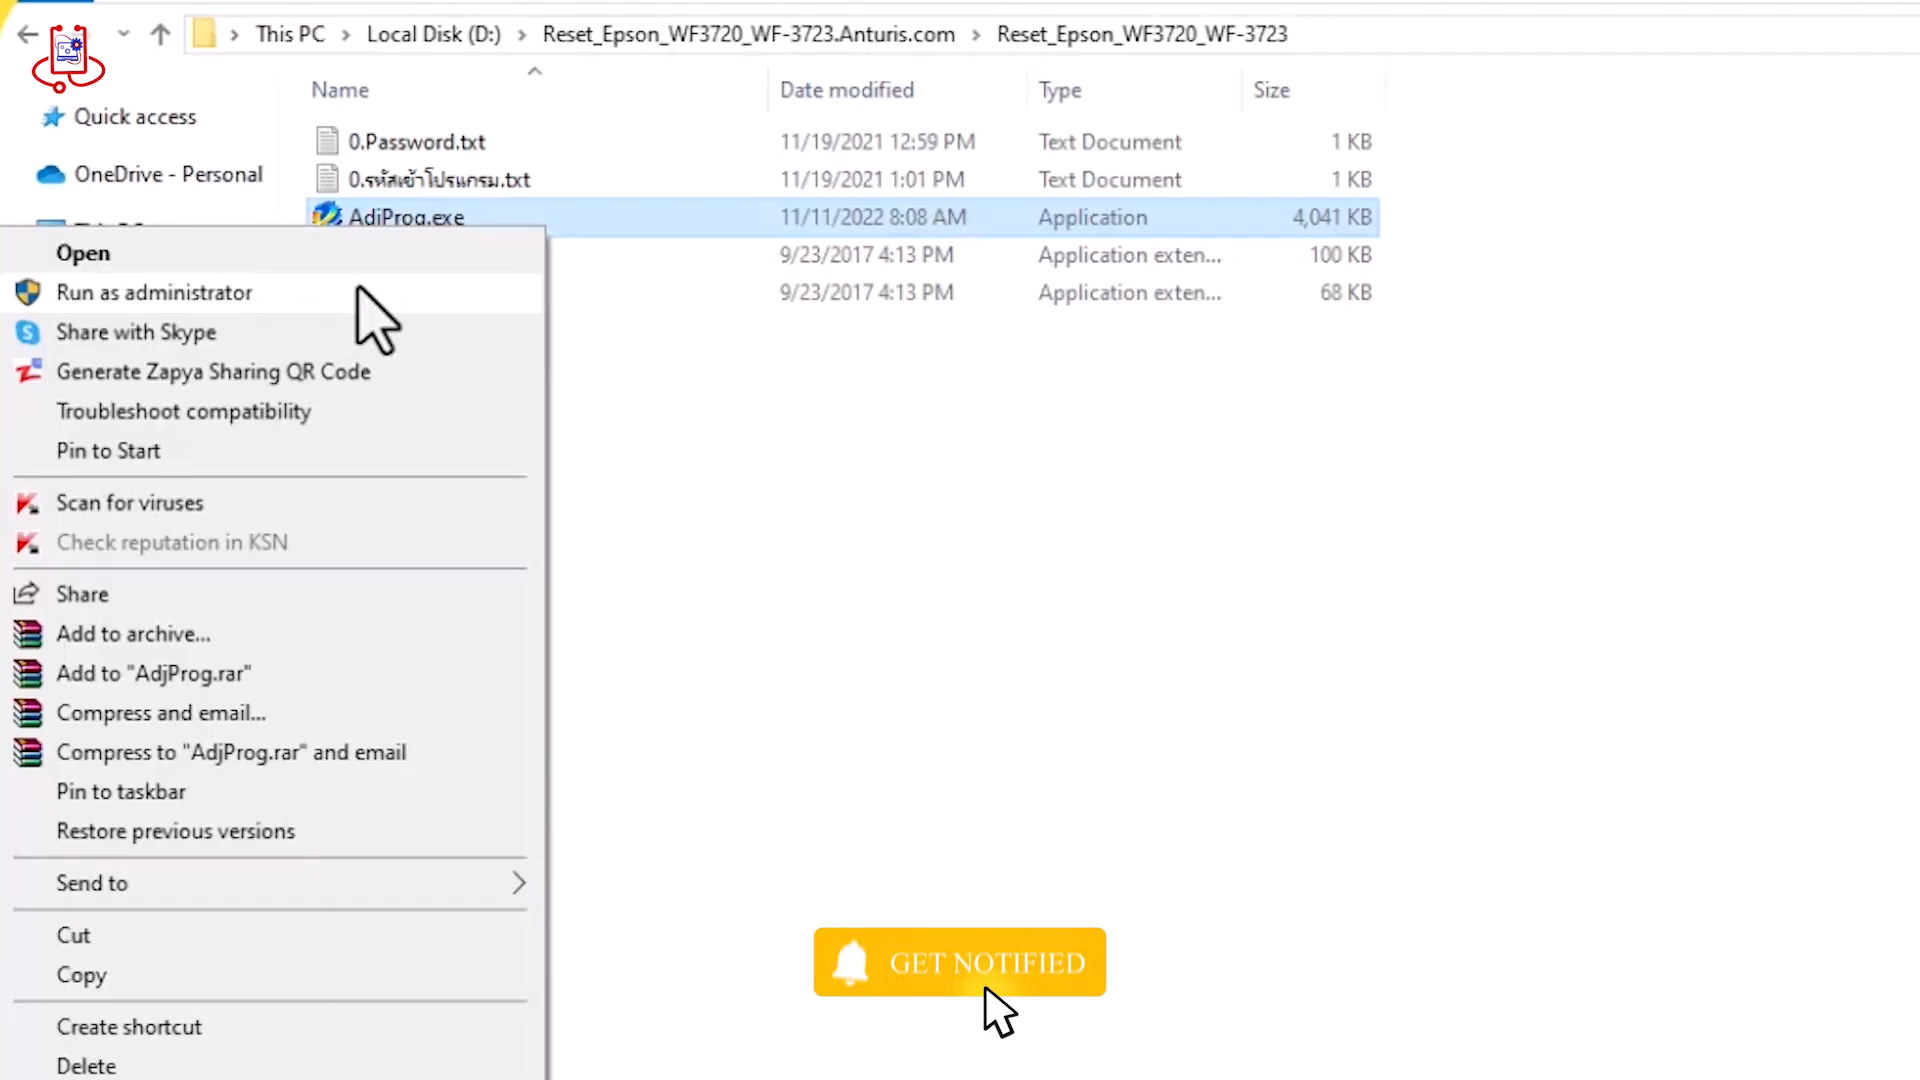 This PC > Local Disk (D:) > Reset_Epson_WF3720_WF-3723.Anturis.com > Reset_Epson_WF3720_WF-3723
Name Date modified Type Size
Quick access
0.Password.txt 11/19/2021 12:59 PM Text Document 1 KB
OneDrive - Personal
0.รหัสเข้าโปรแกรม.txt 11/19/2021 1:01 PM Text Document 1 KB
AdjProg.exe 11/11/2022 8:08 AM Application 4,041 KB
9/23/2017 4:13 PM Application exten... 100 KB
9/23/2017 4:13 PM Application exten... 68 KB
Open
Run as administrator
Share with Skype
Generate Zapya Sharing QR Code
Troubleshoot compatibility
Pin to Start
Scan for viruses
Check reputation in KSN
Share
Add to archive...
Add to "AdjProg.rar"
Compress and email...
Compress to "AdjProg.rar" and email
Pin to taskbar
Restore previous versions
Send to
Cut
Copy
Create shortcut
Delete
GET NOTIFIED